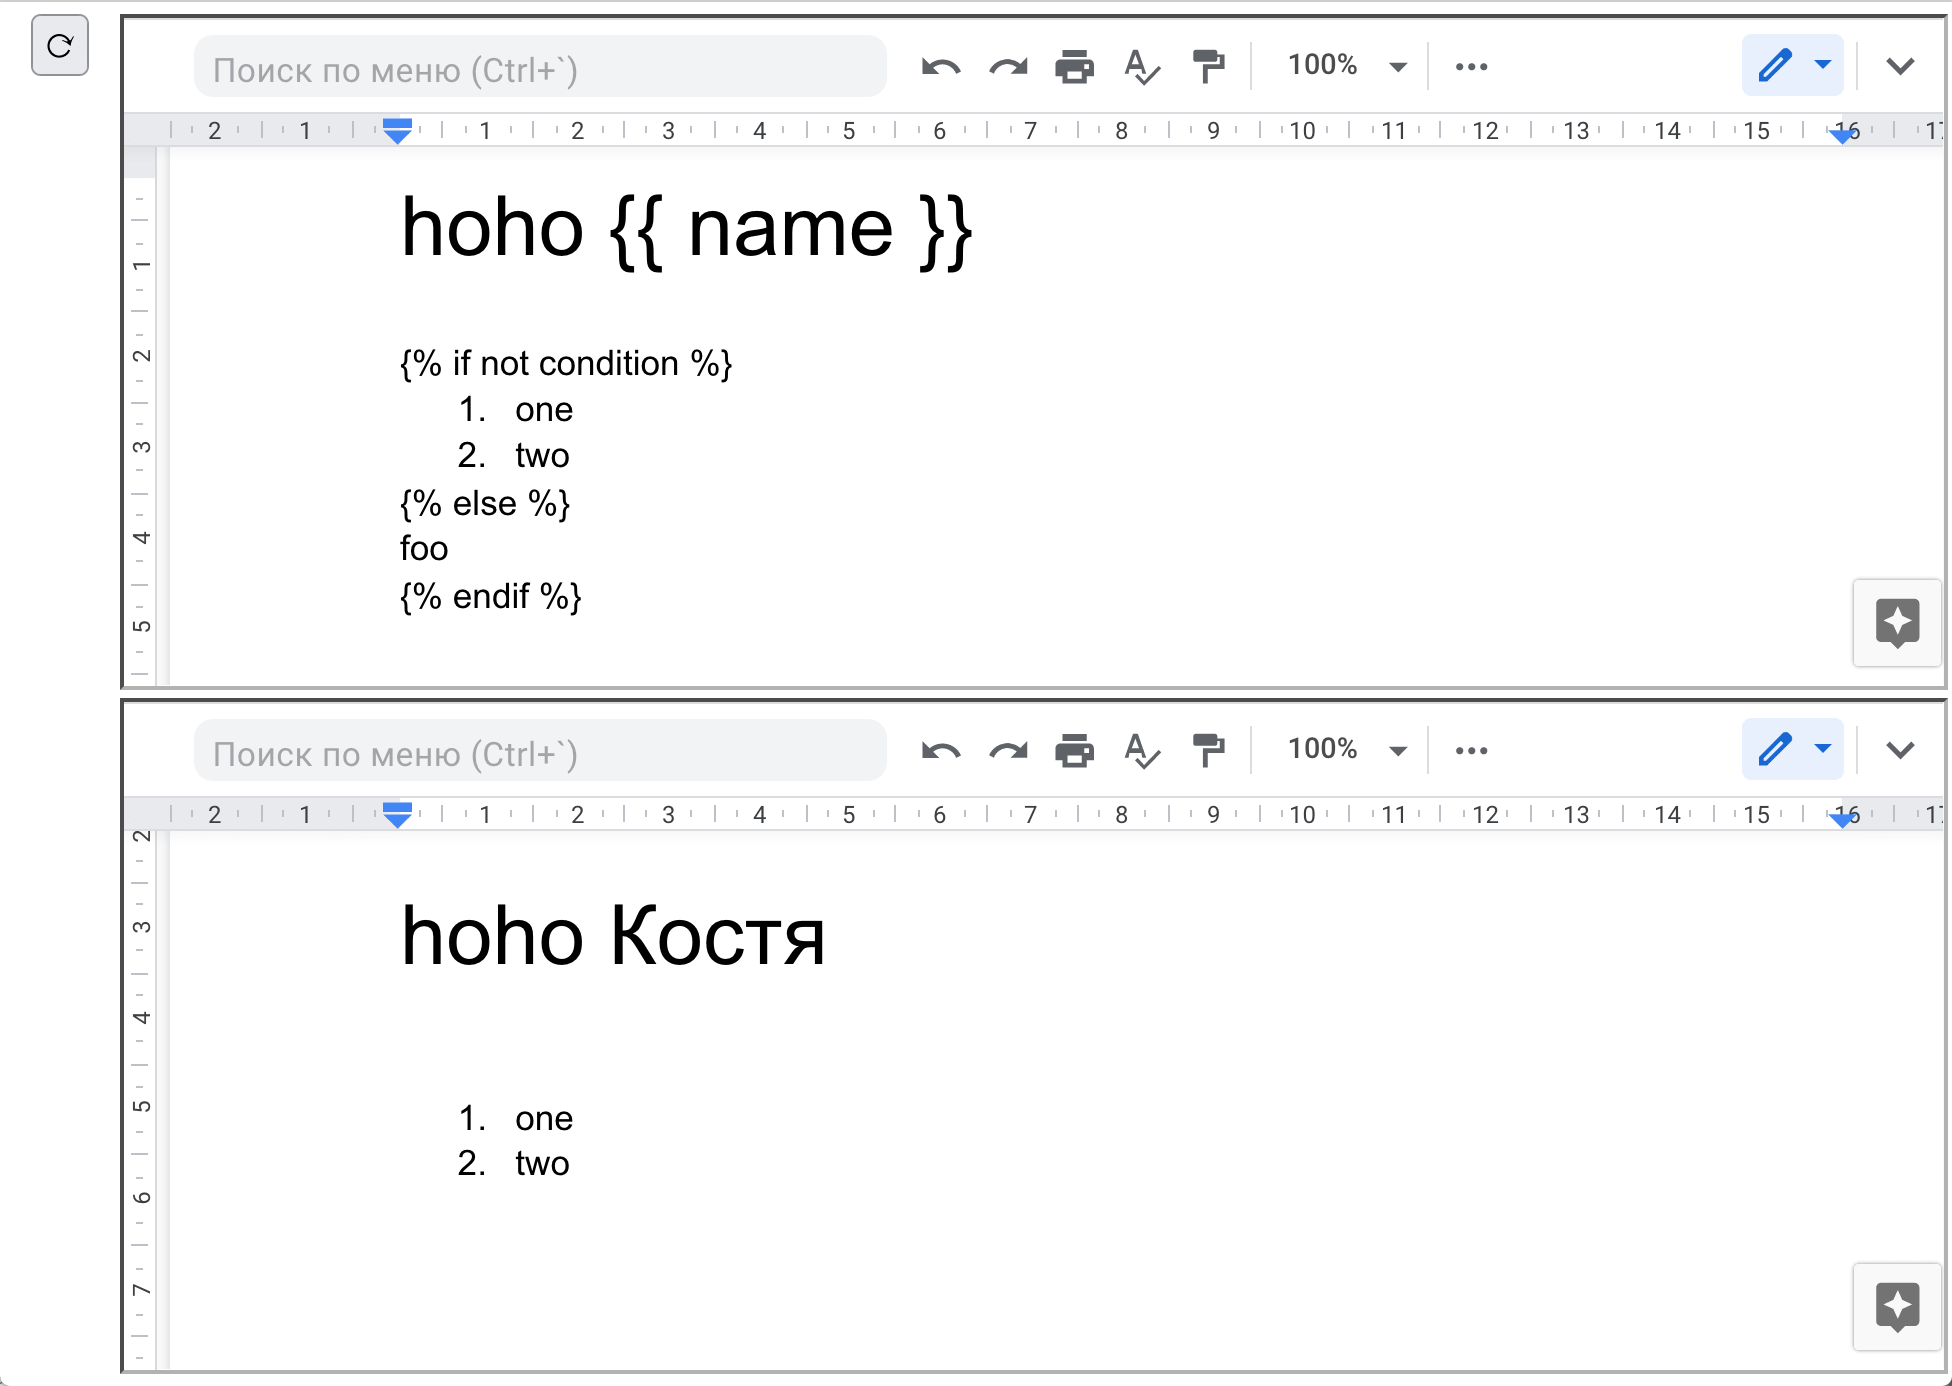 Поиск по меню (Ctrl+`)
100%
2 1 1 2 3 4 5 6 7 8 9 10 11 12 13 14 15 16 17
1
2
3
4
5
hoho {{ name }}
{% if not condition %}
1. one
2. two
{% else %}
foo
{% endif %}
Поиск по меню (Ctrl+`)
100%
2 1 1 2 3 4 5 6 7 8 9 10 11 12 13 14 15 16 17
2
3
4
5
6
7
hoho Костя
1. one
2. two